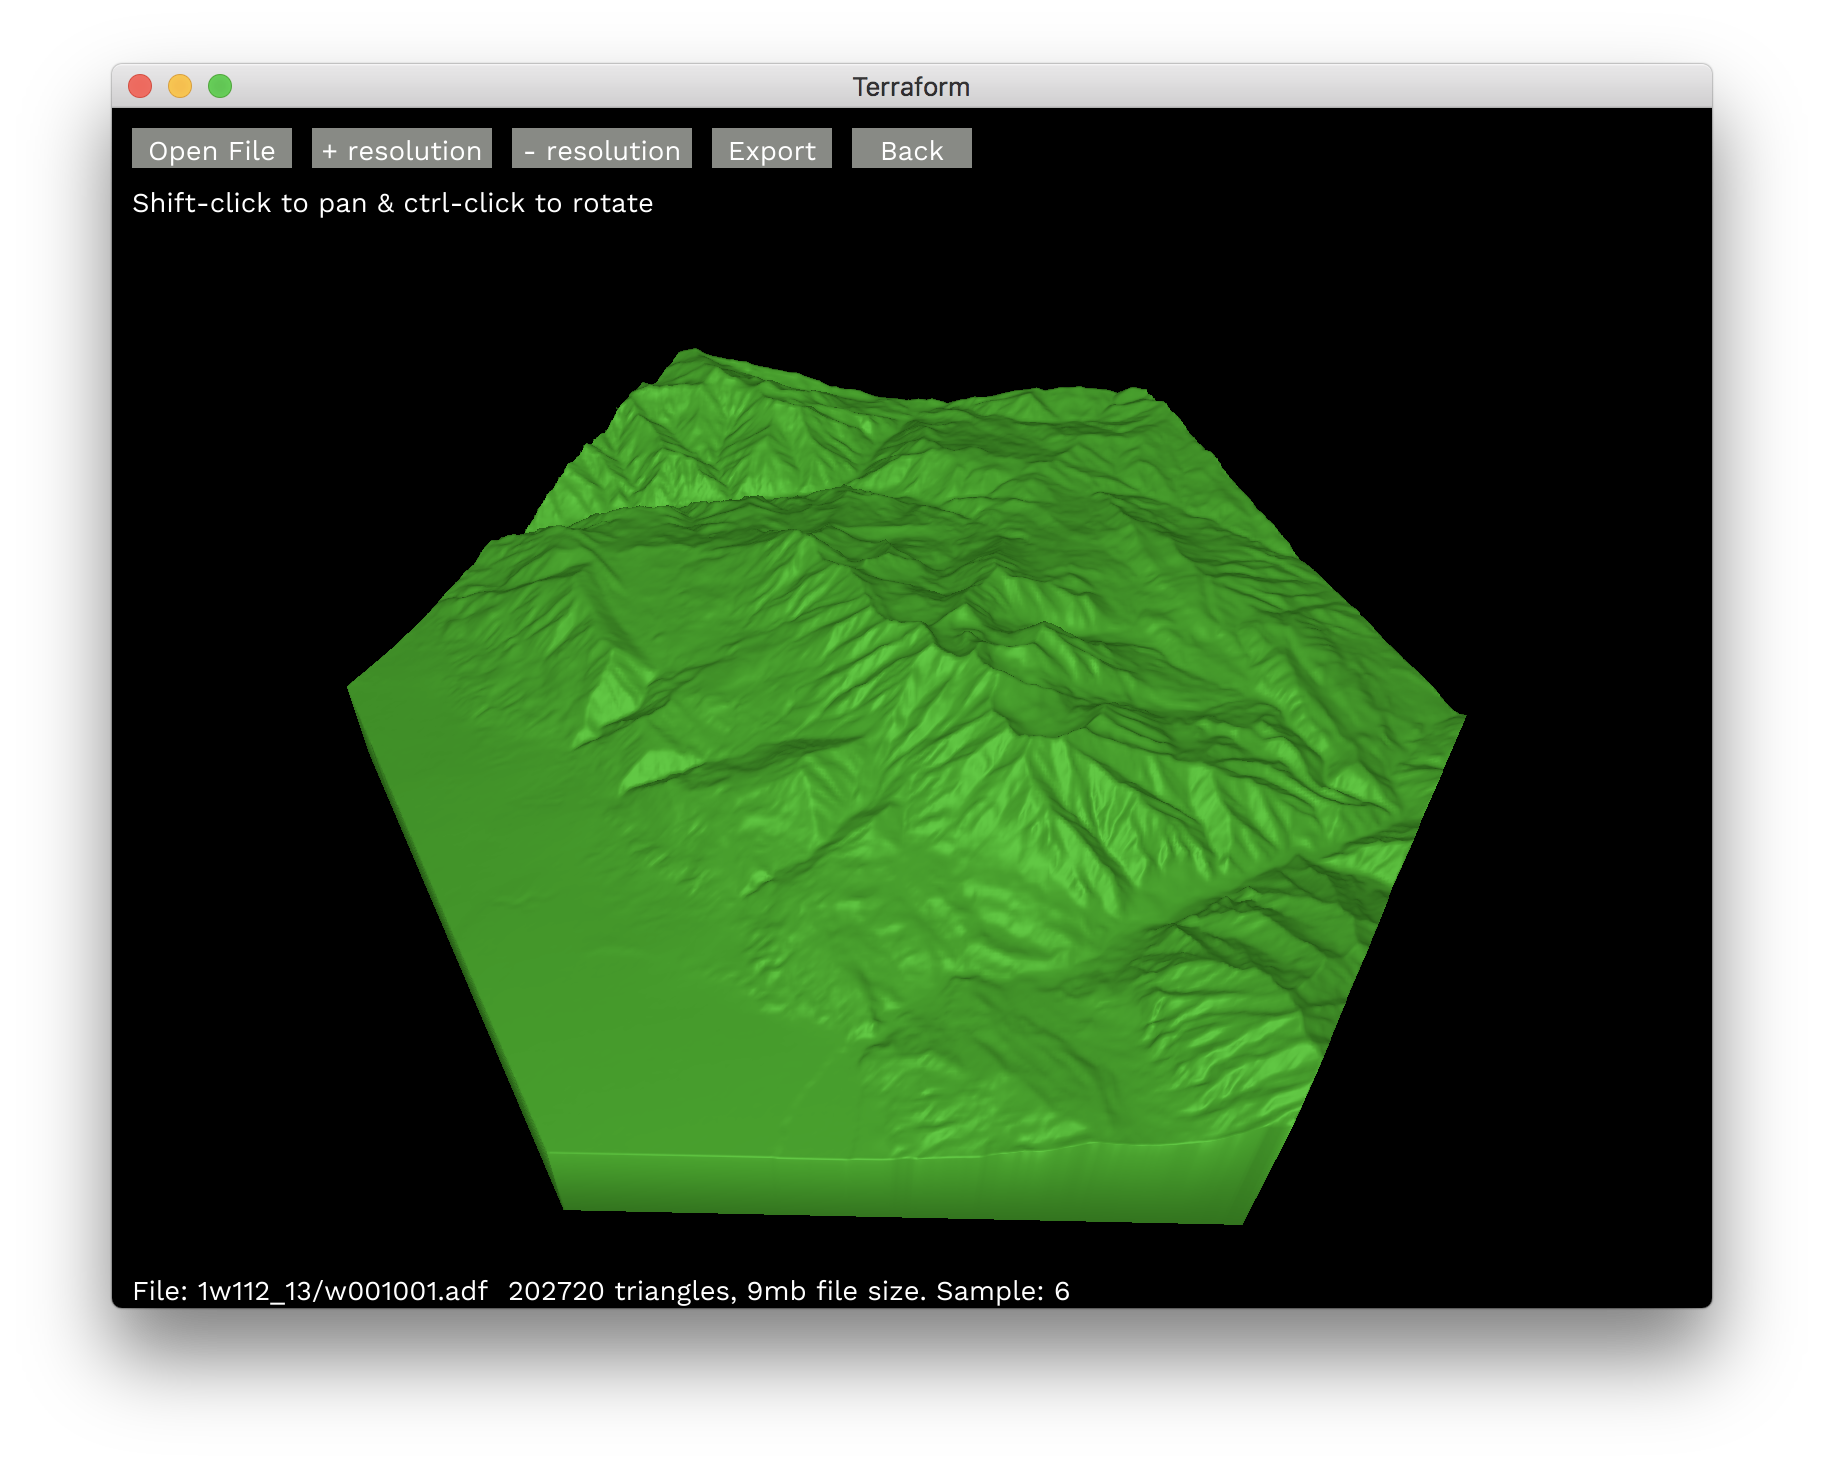 Terraform
Open File + resolution - resolution Export Back
Shift-click to pan & ctrl-click to rotate
File: 1w112_13/w001001.adf 202720 triangles, 9mb file size. Sample: 6